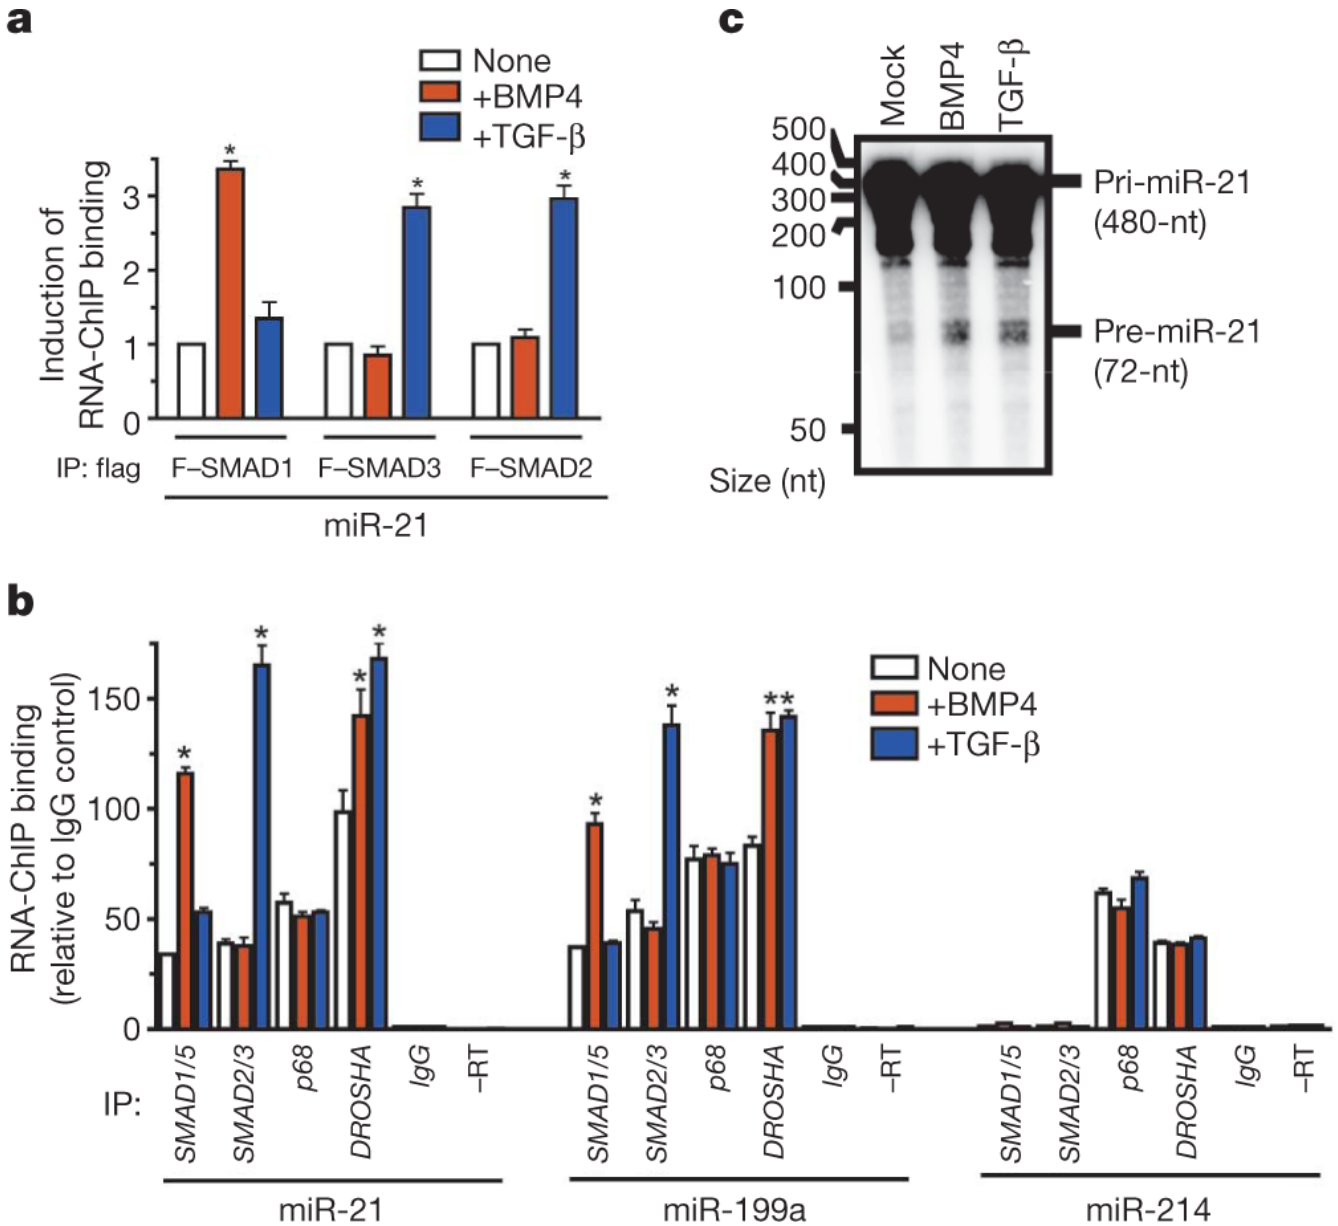 a
None
+BMP4
+TGF-β
Induction of
RNA-ChIP binding
3
2
1
0
* * *
IP: flag F–SMAD1 F–SMAD3 F–SMAD2
miR-21
c
Mock BMP4 TGF-β
500
400
300
200
100
50
Size (nt)
Pri-miR-21
(480-nt)
Pre-miR-21
(72-nt)
b
None
+BMP4
+TGF-β
RNA-ChIP binding
(relative to IgG control)
150
100
50
0
* * * * * * * *
IP: SMAD1/5 SMAD2/3 p68 DROSHA IgG –RT SMAD1/5 SMAD2/3 p68 DROSHA IgG –RT SMAD1/5 SMAD2/3 p68 DROSHA IgG –RT
miR-21 miR-199a miR-214